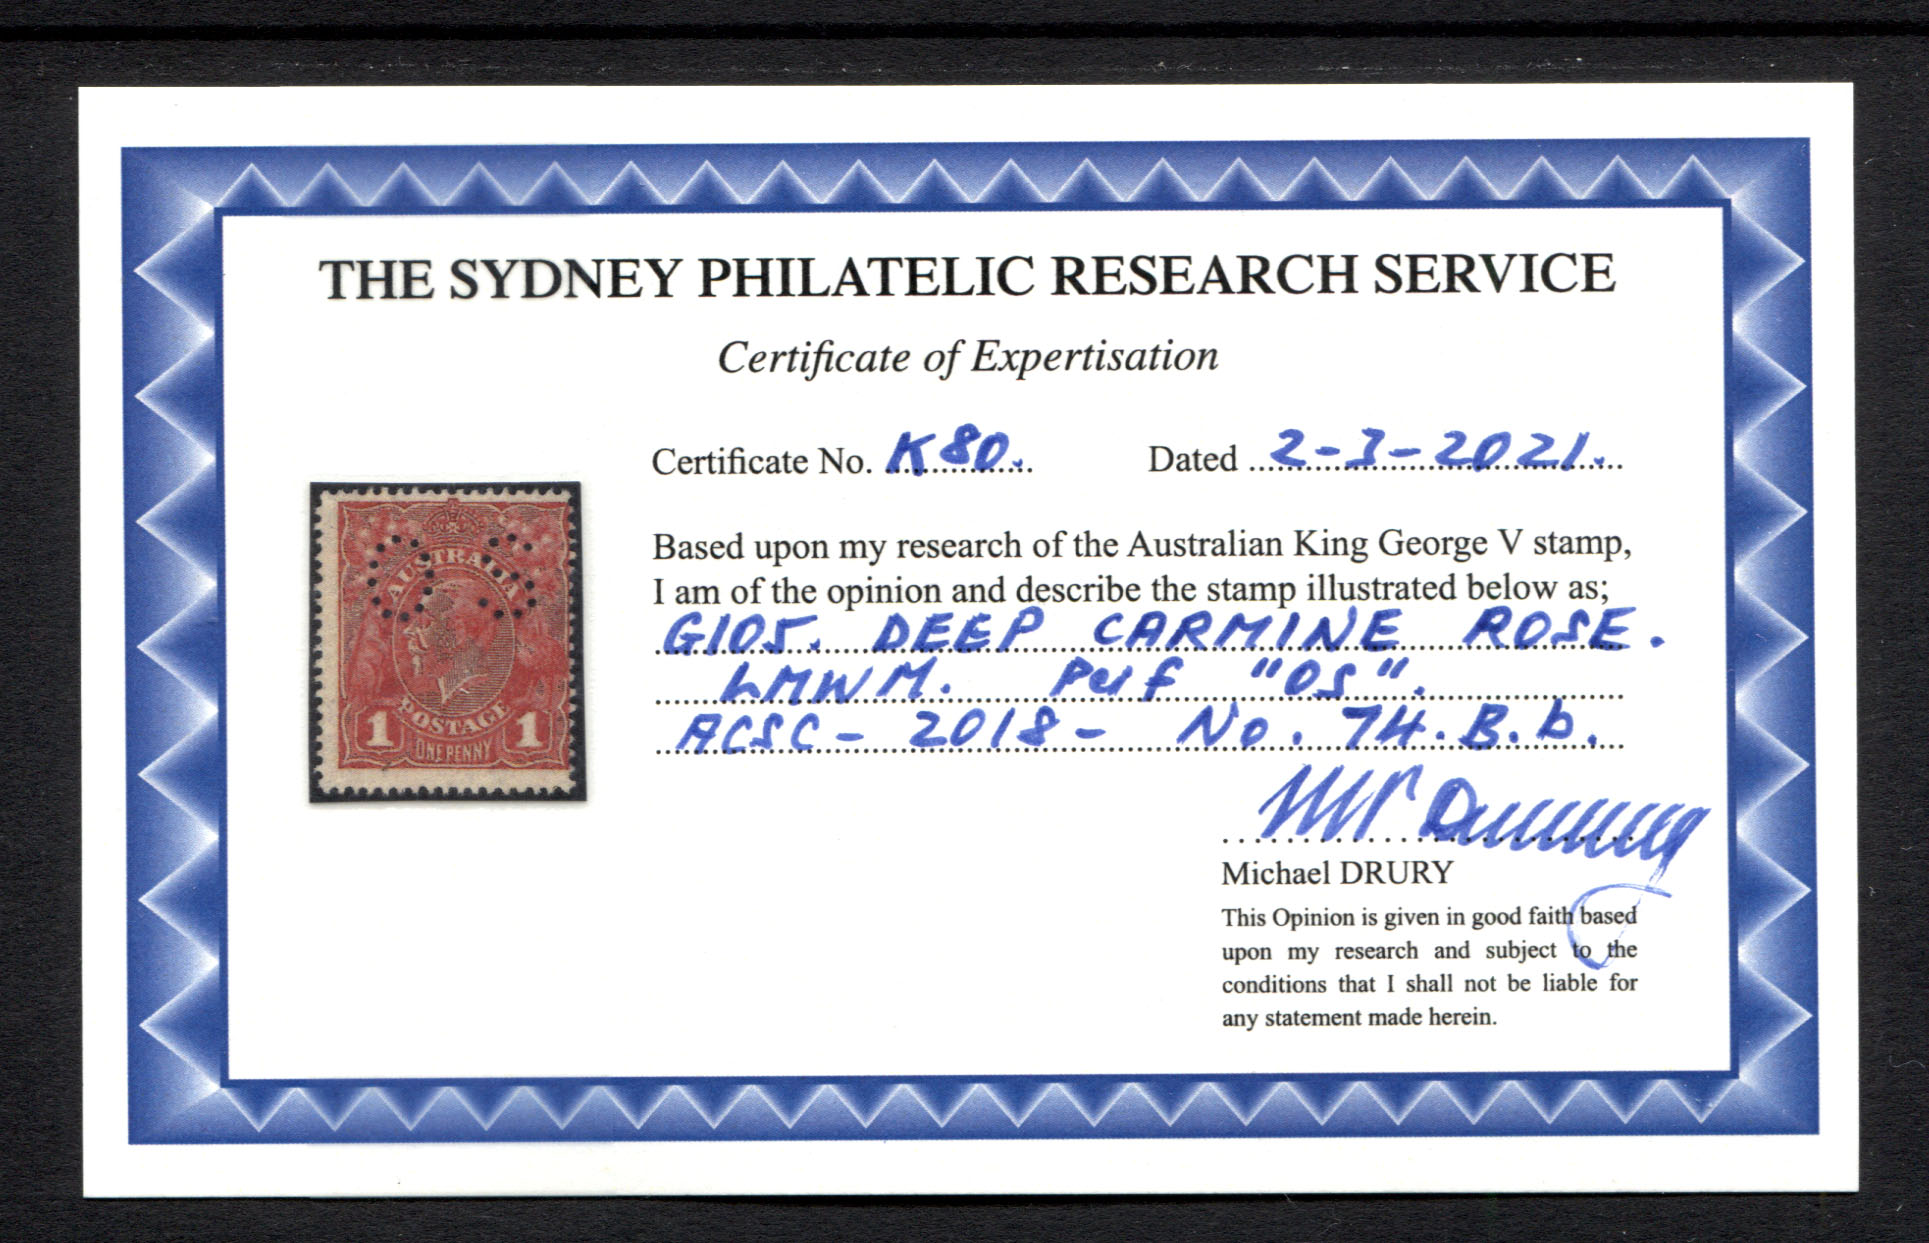 THE SYDNEY PHILATELIC RESEARCH SERVICE
Certificate of Expertisation
Certificate No. K80. Dated 2-3-2021.
Based upon my research of the Australian King George V stamp,
I am of the opinion and describe the stamp illustrated below as;
G105. DEEP CARMINE ROSE.
LMWM. Perf "OS".
ACSC - 2018 - No. 74.B.b.
OS
AUSTRALIA
POSTAGE
1 ONE PENNY 1
Michael DRURY
This Opinion is given in good faith based
upon my research and subject to the
conditions that I shall not be liable for
any statement made herein.